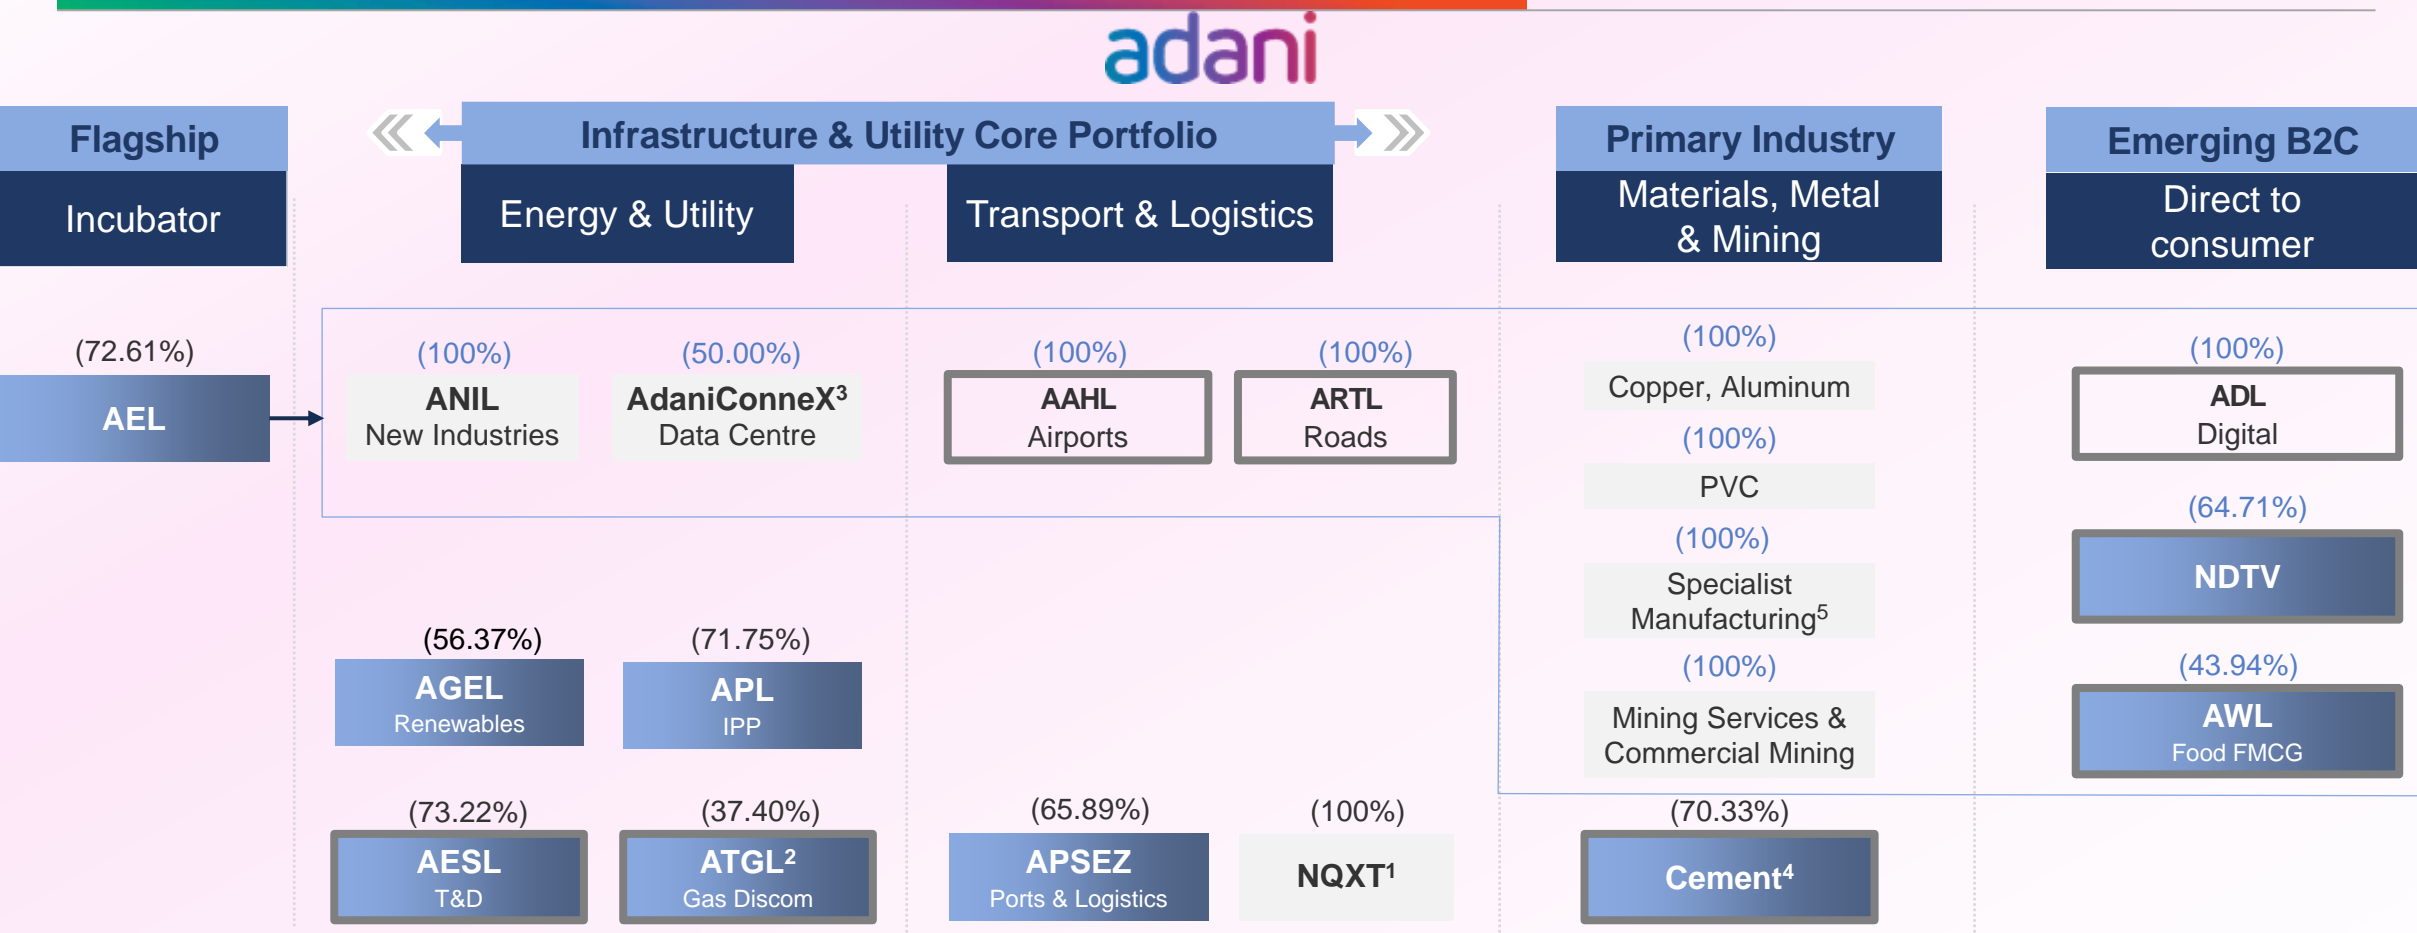 adani
Flagship
Incubator
Infrastructure & Utility Core Portfolio
Energy & Utility
Transport & Logistics
Primary Industry
Materials, Metal
& Mining
Emerging B2C
Direct to
consumer
(72.61%)
AEL
(100%)
ANIL
New Industries
(50.00%)
AdaniConneX³
Data Centre
(100%)
AAHL
Airports
(100%)
ARTL
Roads
(100%)
Copper, Aluminum
(100%)
PVC
(100%)
Specialist
Manufacturing⁵
(100%)
Mining Services &
Commercial Mining
(100%)
ADL
Digital
(64.71%)
NDTV
(43.94%)
AWL
Food FMCG
(56.37%)
AGEL
Renewables
(71.75%)
APL
IPP
(73.22%)
AESL
T&D
(37.40%)
ATGL²
Gas Discom
(65.89%)
APSEZ
Ports & Logistics
(100%)
NQXT¹
(70.33%)
Cement⁴